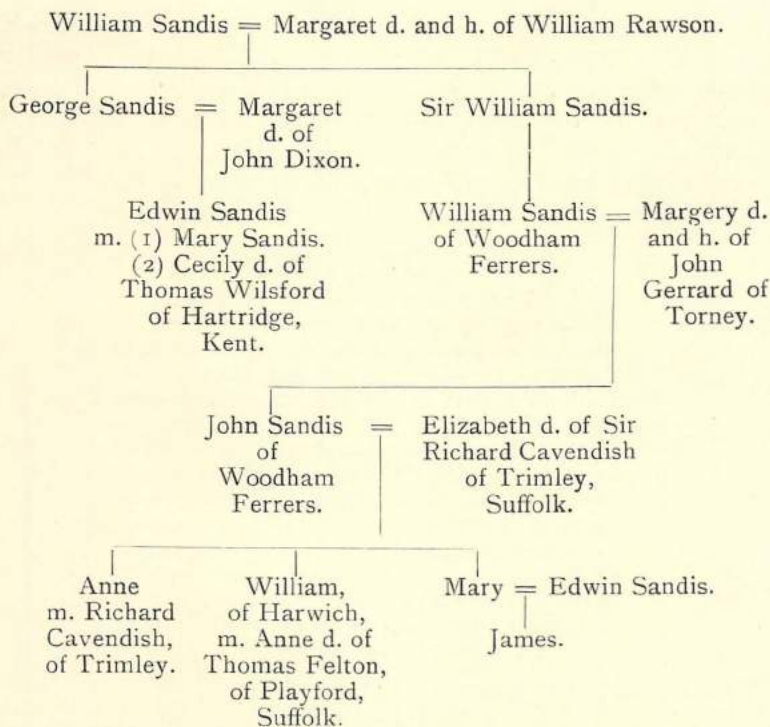 William Sandis = Margaret d. and h. of William Rawson.
George Sandis = Margaret
d. of
John Dixon.
Sir William Sandis.
Edwin Sandis
m. (1) Mary Sandis.
(2) Cecily d. of
Thomas Wilsford
of Hartridge,
Kent.
William Sandis = Margery d.
of Woodham
Ferrers.
and h. of
John
Gerrard of
Torney.
John Sandis =
of
Woodham
Ferrers.
Elizabeth d. of Sir
Richard Cavendish
of Trimley,
Suffolk.
Anne
m. Richard
Cavendish,
of Trimley.
William,
of Harwich,
m. Anne d. of
Thomas Felton,
of Playford,
Suffolk.
Mary = Edwin Sandis.
James.